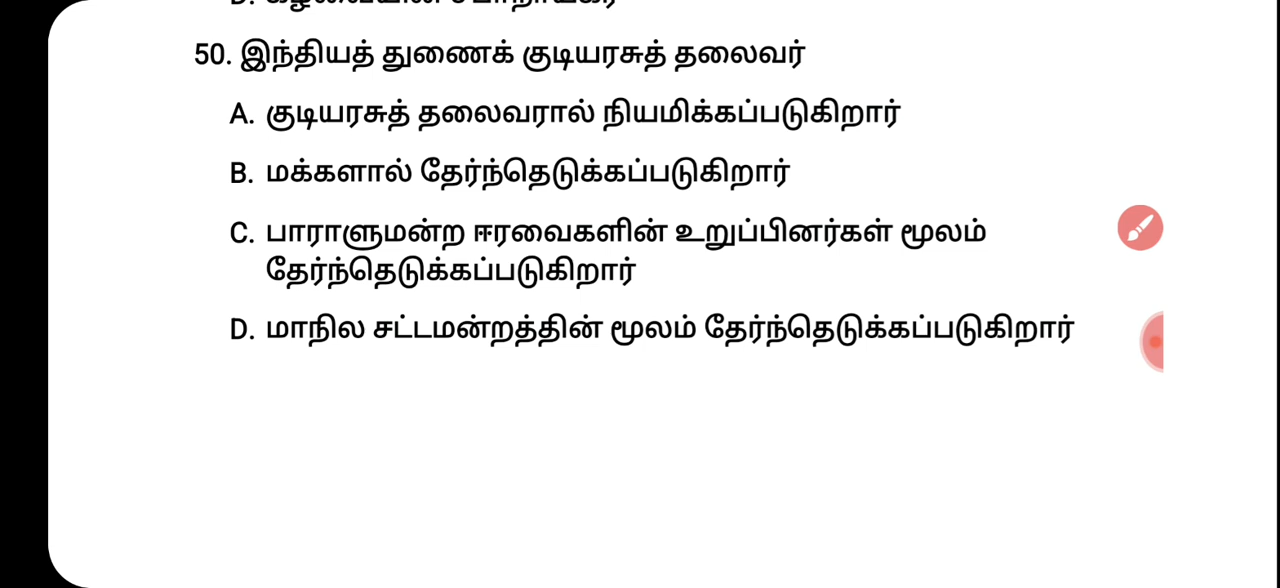 50. இந்தியத் துணைக் குடியரசுத் தலைவர்
A. குடியரசுத் தலைவரால் நியமிக்கப்படுகிறார்
B. மக்களால் தேர்ந்தெடுக்கப்படுகிறார்
C. பாராளுமன்ற ஈரவைகளின் உறுப்பினர்கள் மூலம்
தேர்ந்தெடுக்கப்படுகிறார்
D. மாநில சட்டமன்றத்தின் மூலம் தேர்ந்தெடுக்கப்படுகிறார்